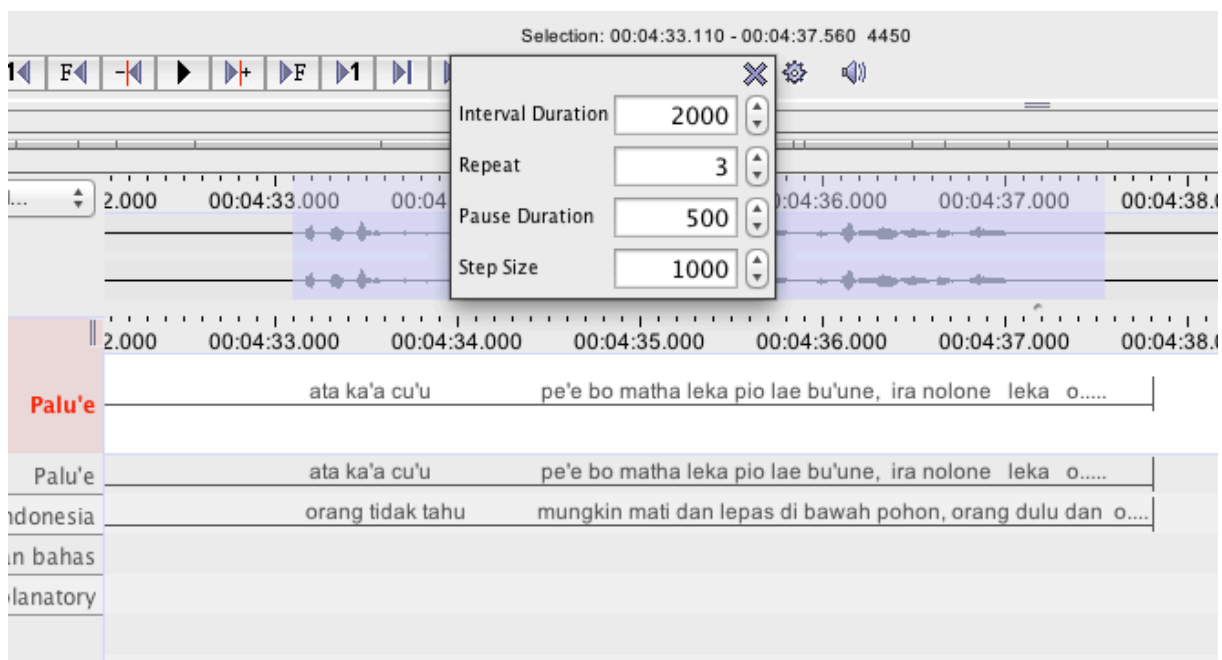 Selection: 00:04:33.110 - 00:04:37.560 4450
1 F - + F 1
Interval Duration 2000
Repeat 3
Pause Duration 500
Step Size 1000
l... 2.000 00:04:33.000 00:04 0:04:36.000 00:04:37.000 00:04:38.0
2.000 00:04:33.000 00:04:34.000 00:04:35.000 00:04:36.000 00:04:37.000 00:04:38.0
Palu'e ata ka'a cu'u pe'e bo matha leka pio lae bu'une, ira nolone leka o.....
Palu'e ata ka'a cu'u pe'e bo matha leka pio lae bu'une, ira nolone leka o.....
ndonesia orang tidak tahu mungkin mati dan lepas di bawah pohon, orang dulu dan o....
an bahas
lanatory